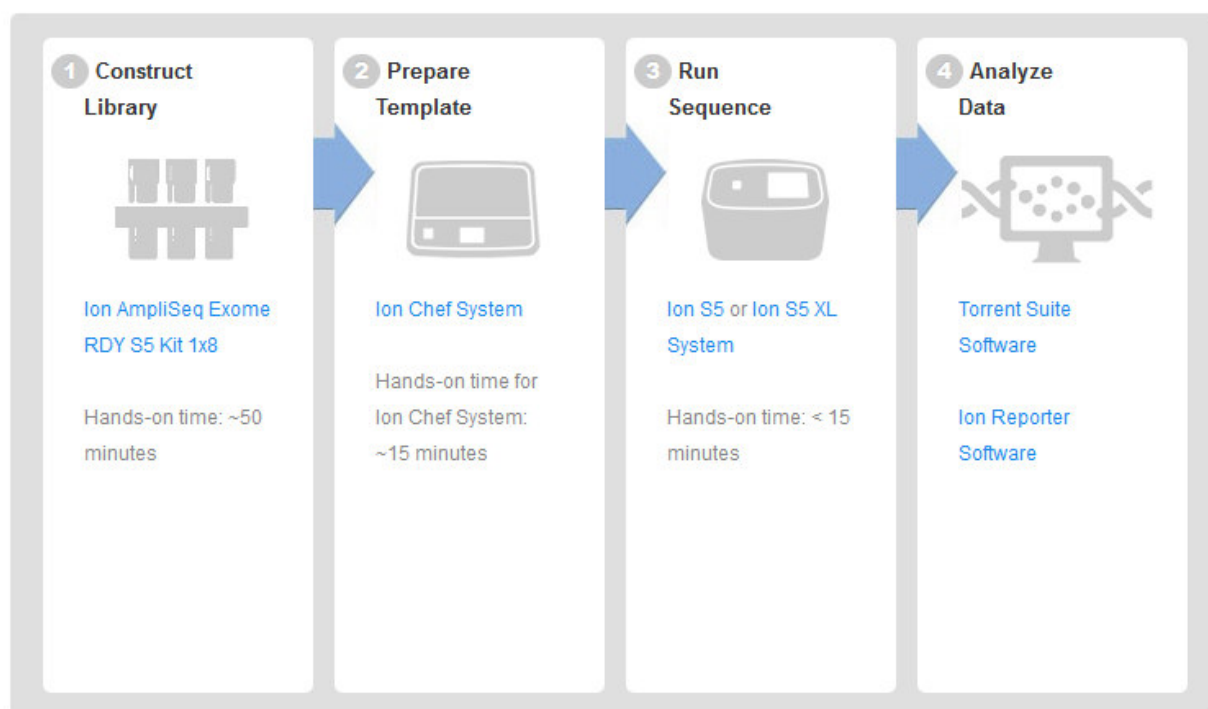 1 Construct
Library
Ion AmpliSeq Exome
RDY S5 Kit 1x8
Hands-on time: ~50
minutes
2 Prepare
Template
Ion Chef System
Hands-on time for
Ion Chef System:
~15 minutes
3 Run
Sequence
Ion S5 or Ion S5 XL
System
Hands-on time: < 15
minutes
4 Analyze
Data
Torrent Suite
Software
Ion Reporter
Software